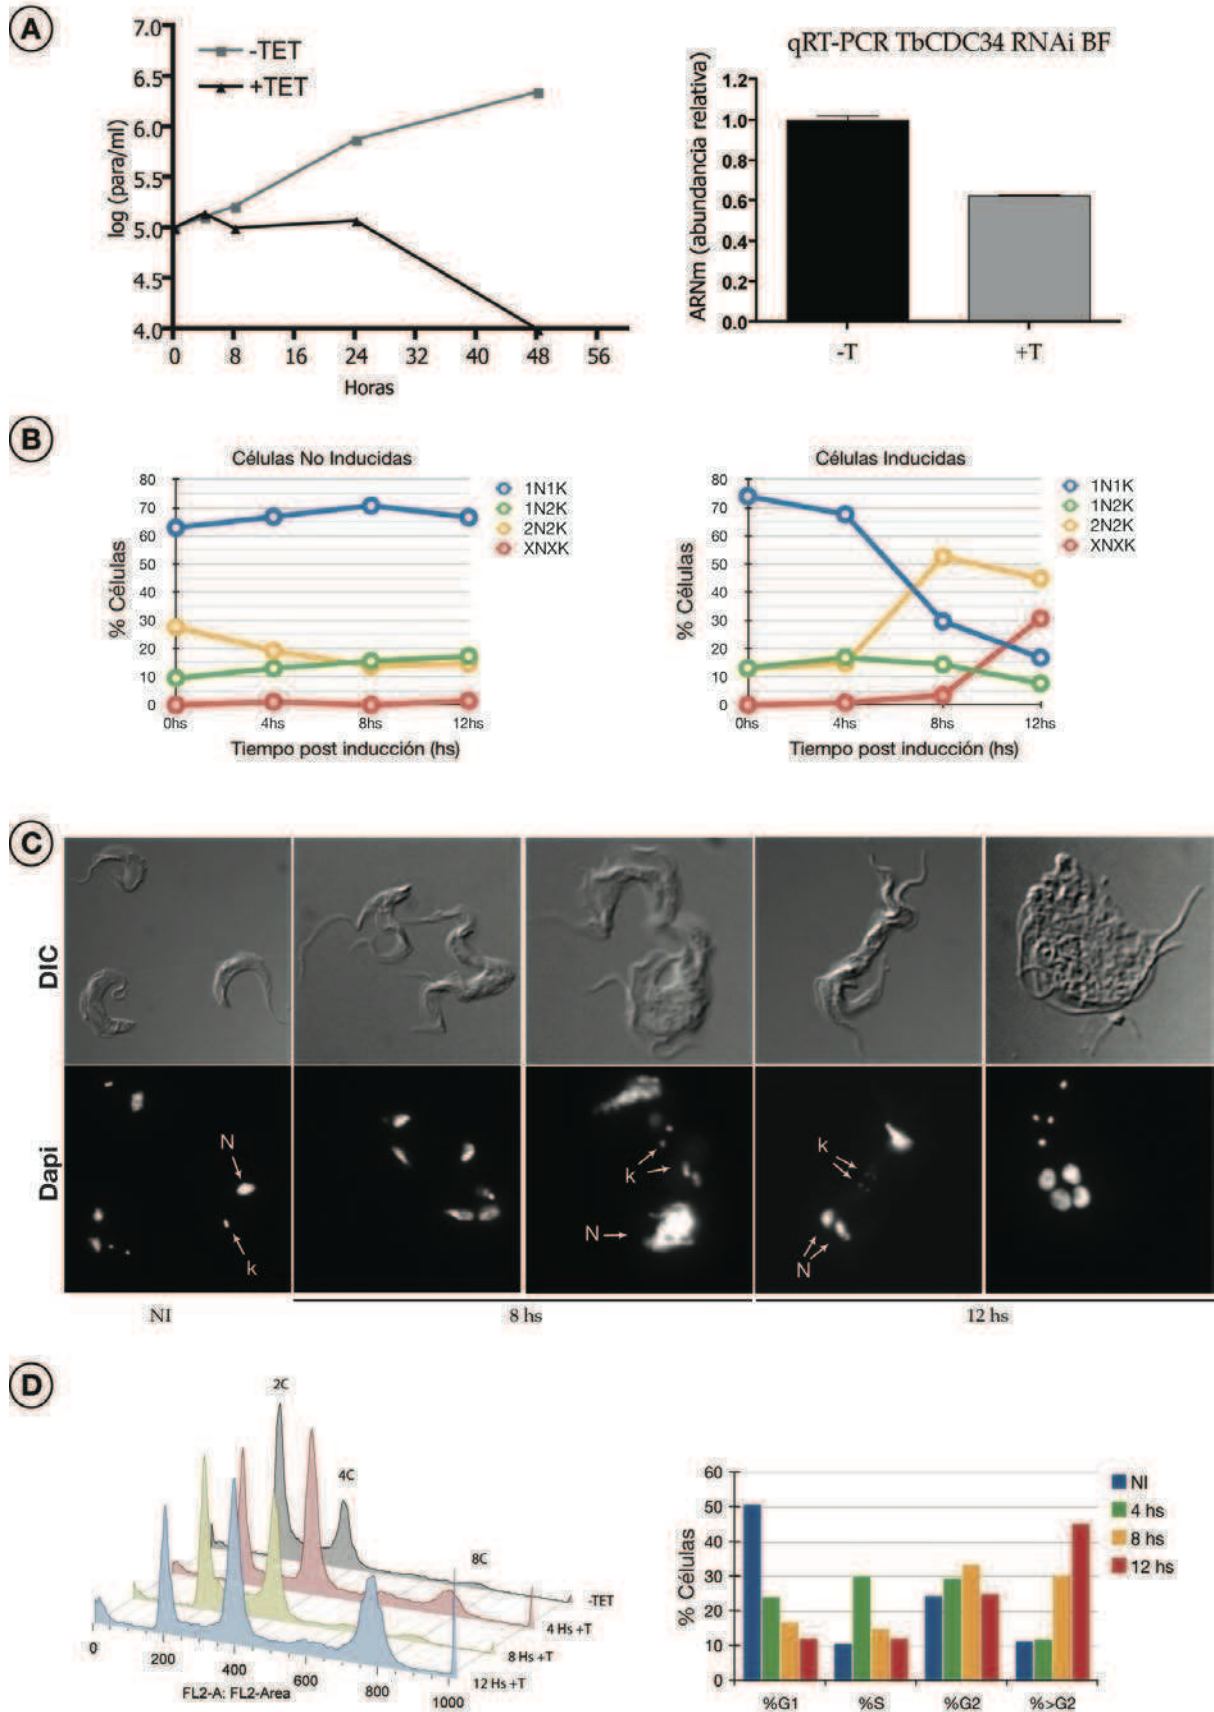 A
-TET
+TET
7.0
6.5
6.0
5.5
5.0
4.5
4.0
log (para/ml)
0 8 16 24 32 40 48 56
Horas
qRT-PCR TbCDC34 RNAi BF
ARNm (abundancia relativa)
1.2
1.0
0.8
0.6
0.4
0.2
0.0
-T +T
B
Células No Inducidas
% Células
80
70
60
50
40
30
20
10
0
0hs 4hs 8hs 12hs
Tiempo post inducción (hs)
1N1K
1N2K
2N2K
XNXK
Células Inducidas
% Células
80
70
60
50
40
30
20
10
0
0hs 4hs 8hs 12hs
Tiempo post inducción (hs)
1N1K
1N2K
2N2K
XNXK
C
DIC
Dapi
N
k
k
N
k
N
NI 8 hs 12 hs
D
2C
4C
8C
-TET
4 Hs +T
8 Hs +T
12 Hs +T
0 200 400 600 800 1000
FL2-A: FL2-Area
% Células
60
50
40
30
20
10
0
%G1 %S %G2 %>G2
NI
4 hs
8 hs
12 hs